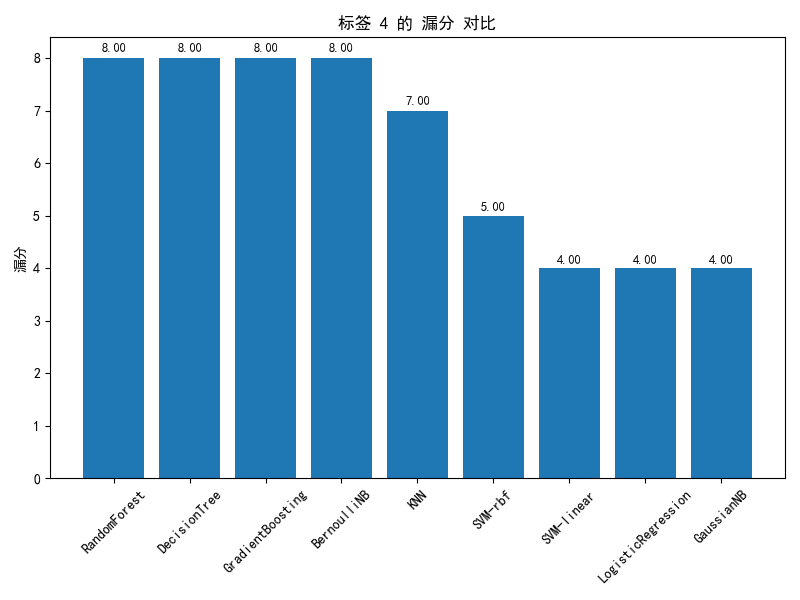 标签 4 的 漏分 对比
漏分
8.00
8.00
8.00
8.00
7.00
5.00
4.00
4.00
4.00
8
7
6
5
4
3
2
1
0
RandomForest
DecisionTree
GradientBoosting
BernoulliNB
KNN
SVM-rbf
SVM-linear
LogisticRegression
GaussianNB